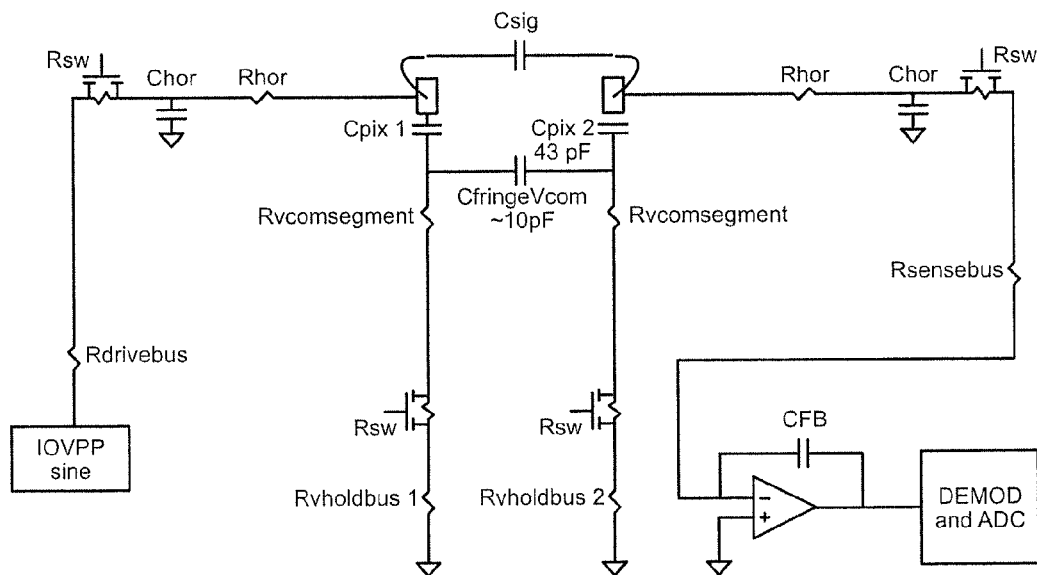 Csig
Rsw
Chor
Rhor
Rhor
Chor
Rsw
Cpix 1
Cpix 2
43 pF
CfringeVcom
~10pF
Rvcomsegment
Rvcomsegment
Rsensebus
Rdrivebus
IOVPP
sine
Rsw
Rsw
CFB
Rvholdbus 1
Rvholdbus 2
−
+
DEMOD
and ADC